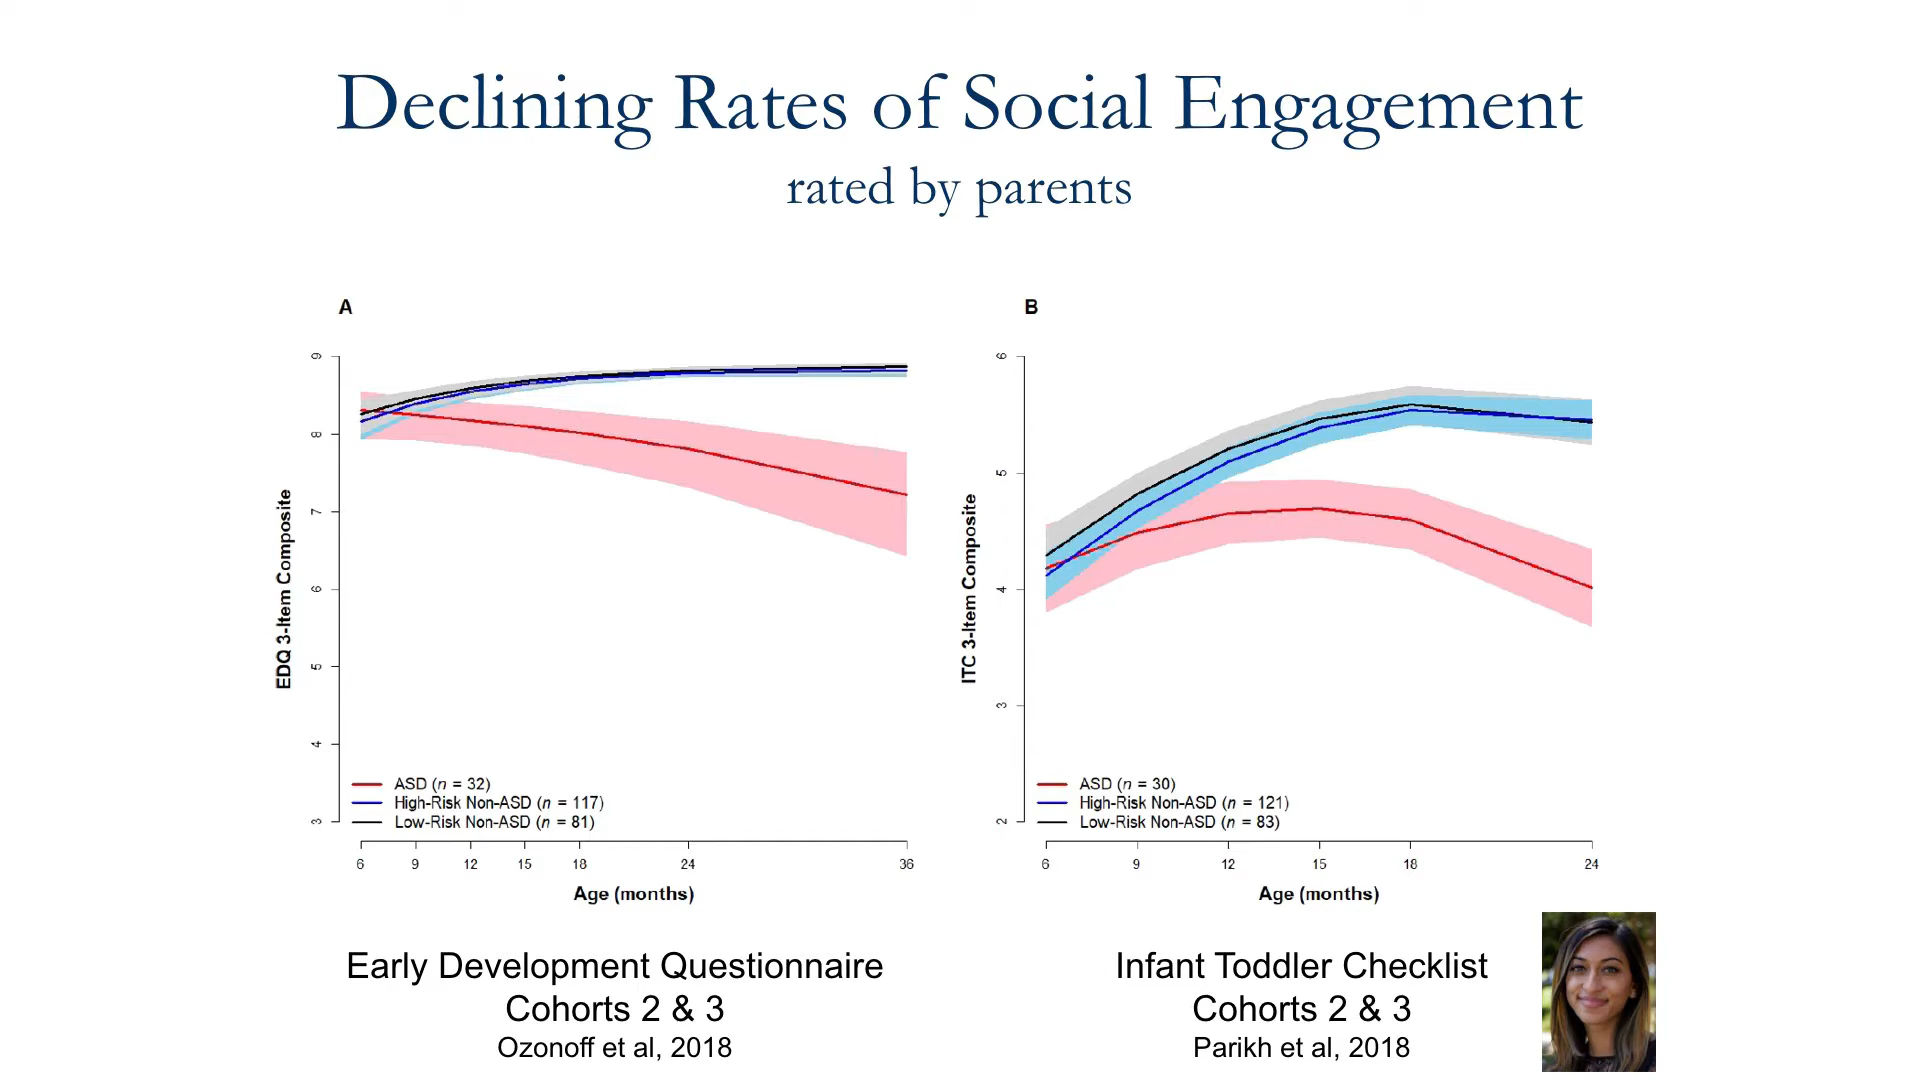 Declining Rates of Social Engagement
rated by parents
A
EDQ 3-Item Composite
9
8
7
6
5
4
3
ASD (n = 32)
High-Risk Non-ASD (n = 117)
Low-Risk Non-ASD (n = 81)
6 9 12 15 18 24 36
Age (months)
Early Development Questionnaire
Cohorts 2 & 3
Ozonoff et al, 2018
B
ITC 3-Item Composite
6
5
4
3
2
ASD (n = 30)
High-Risk Non-ASD (n = 121)
Low-Risk Non-ASD (n = 83)
6 9 12 15 18 24
Age (months)
Infant Toddler Checklist
Cohorts 2 & 3
Parikh et al, 2018